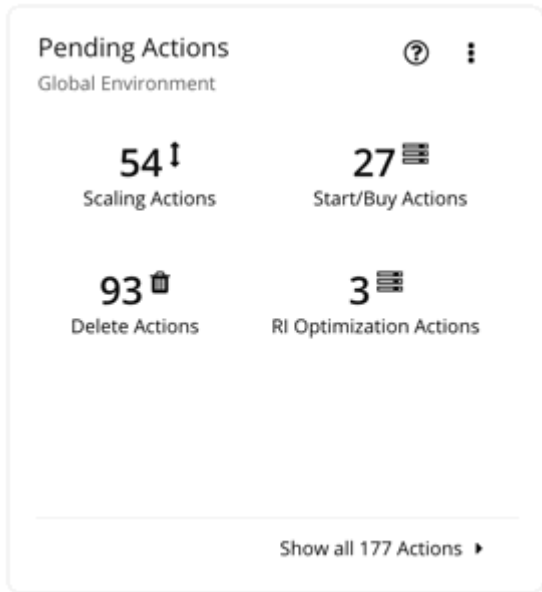 Pending Actions
Global Environment
54
Scaling Actions
27
Start/Buy Actions
93
Delete Actions
3
RI Optimization Actions
Show all 177 Actions